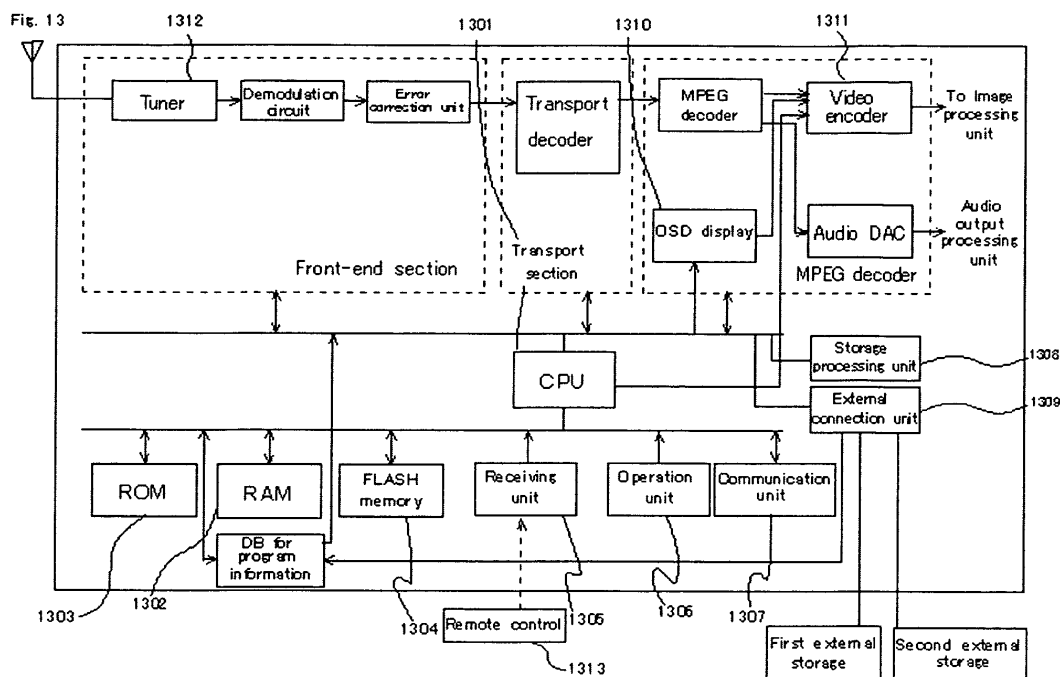 Fig. 13
1312
1301
1310
1311
Tuner
Demodulation
circuit
Error
correction unit
Transport
decoder
MPEG
decoder
Video
encoder
To Image
processing
unit
OSD display
Audio DAC
Audio
output
processing
unit
Front-end section
Transport
section
MPEG decoder
CPU
Storage
processing unit
1308
External
connection unit
1309
ROM
RAM
FLASH
memory
Receiving
unit
Operation
unit
Communication
unit
DB for
program
information
1303
1302
1304
1305
1306
1307
Remote control
1313
First external
storage
Second external
storage